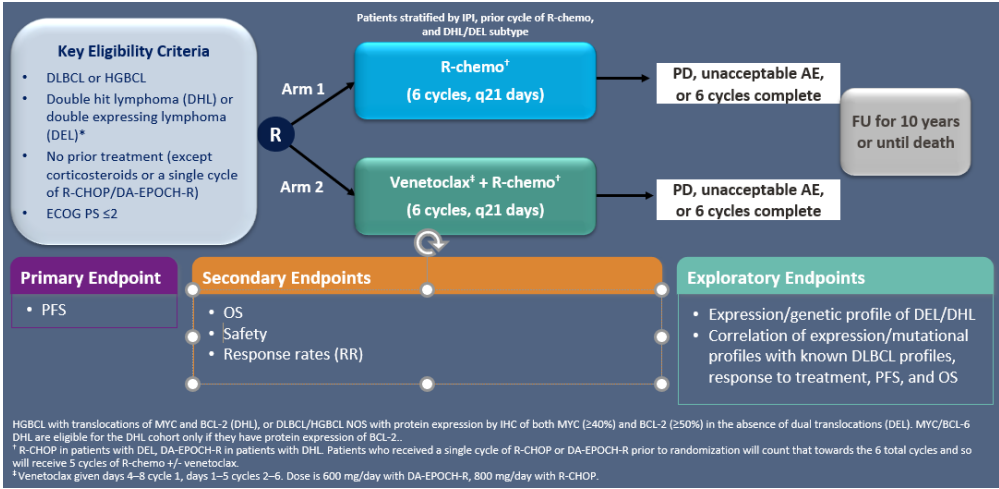 Patients stratified by IPI, prior cycle of R-chemo,
and DHL/DEL subtype
Key Eligibility Criteria
• DLBCL or HGBCL
• Double hit lymphoma (DHL) or
double expressing lymphoma
(DEL)*
• No prior treatment (except
corticosteroids or a single cycle
of R-CHOP/DA-EPOCH-R)
• ECOG PS ≤2
R
Arm 1
R-chemo†
(6 cycles, q21 days)
PD, unacceptable AE,
or 6 cycles complete
Arm 2
Venetoclax‡ + R-chemo†
(6 cycles, q21 days)
PD, unacceptable AE,
or 6 cycles complete
FU for 10 years
or until death
Primary Endpoint
• PFS
Secondary Endpoints
• OS
• Safety
• Response rates (RR)
Exploratory Endpoints
• Expression/genetic profile of DEL/DHL
• Correlation of expression/mutational
profiles with known DLBCL profiles,
response to treatment, PFS, and OS
HGBCL with translocations of MYC and BCL-2 (DHL), or DLBCL/HGBCL NOS with protein expression by IHC of both MYC (≥40%) and BCL-2 (≥50%) in the absence of dual translocations (DEL). MYC/BCL-6
DHL are eligible for the DHL cohort only if they have protein expression of BCL-2..
† R-CHOP in patients with DEL, DA-EPOCH-R in patients with DHL. Patients who received a single cycle of R-CHOP or DA-EPOCH-R prior to randomization will count that towards the 6 total cycles and so
will receive 5 cycles of R-chemo +/- venetoclax.
‡ Venetoclax given days 4–8 cycle 1, days 1–5 cycles 2–6. Dose is 600 mg/day with DA-EPOCH-R, 800 mg/day with R-CHOP.